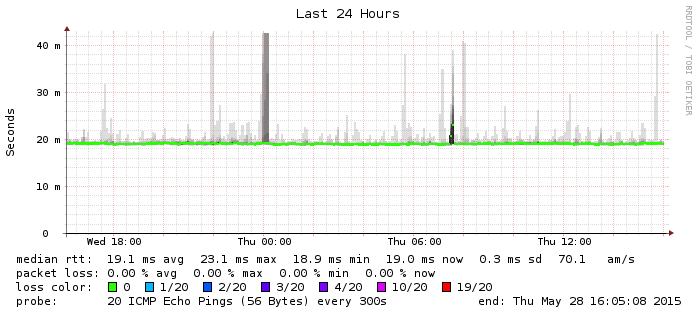 Last 24 Hours
RRDTOOL / TOBI OETIKER
Seconds
40 m
30 m
20 m
10 m
0
Wed 18:00 Thu 00:00 Thu 06:00 Thu 12:00
median rtt: 19.1 ms avg 23.1 ms max 18.9 ms min 19.0 ms now 0.3 ms sd 70.1 am/s
packet loss: 0.00 % avg 0.00 % max 0.00 % min 0.00 % now
loss color: 0 1/20 2/20 3/20 4/20 10/20 19/20
probe: 20 ICMP Echo Pings (56 Bytes) every 300s end: Thu May 28 16:05:08 2015